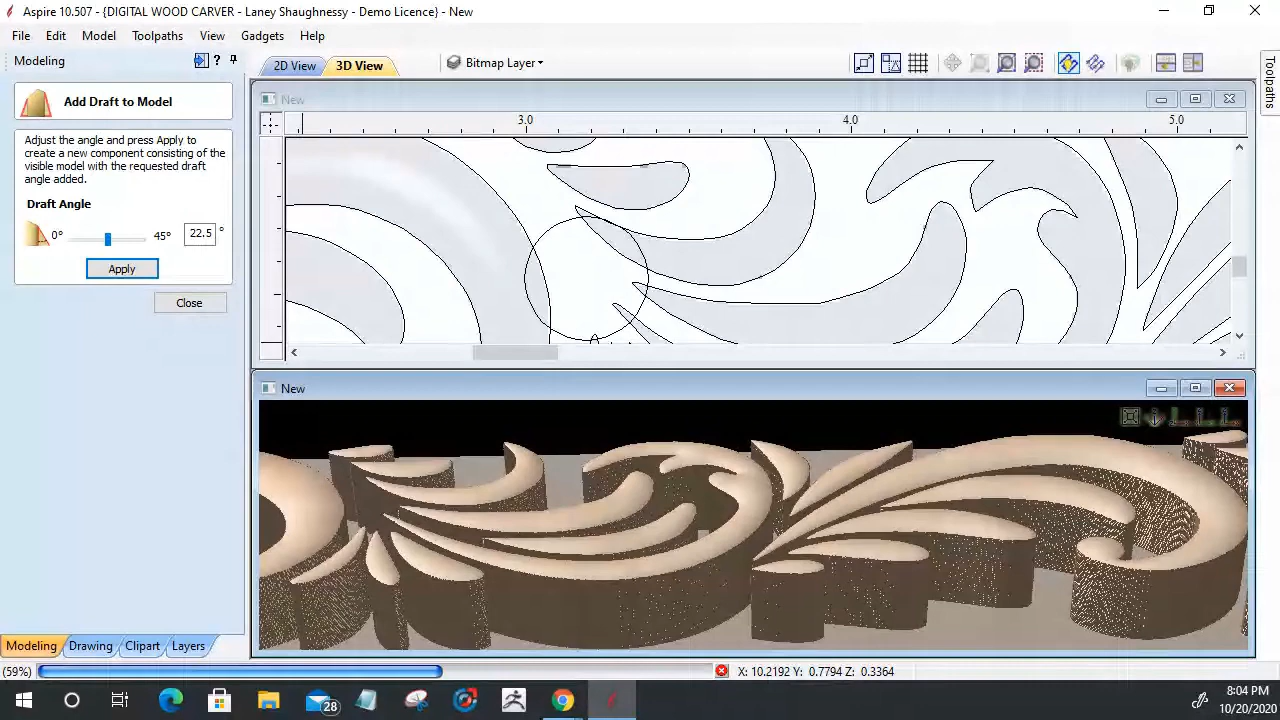 Aspire 10.507 - {DIGITAL WOOD CARVER - Laney Shaughnessy - Demo Licence} - New
File Edit Model Toolpaths View Gadgets Help
Modeling
2D View 3D View Bitmap Layer
Toolpaths
Add Draft to Model
New
Adjust the angle and press Apply to
create a new component consisting of the
visible model with the requested draft
angle added.
3.0 4.0 5.0
Draft Angle
0° 45° 22.5 °
Apply
Close
New
Modeling Drawing Clipart Layers
(59%) X: 10.2192 Y: 0.7794 Z: 0.3364
28
8:04 PM
10/20/2020